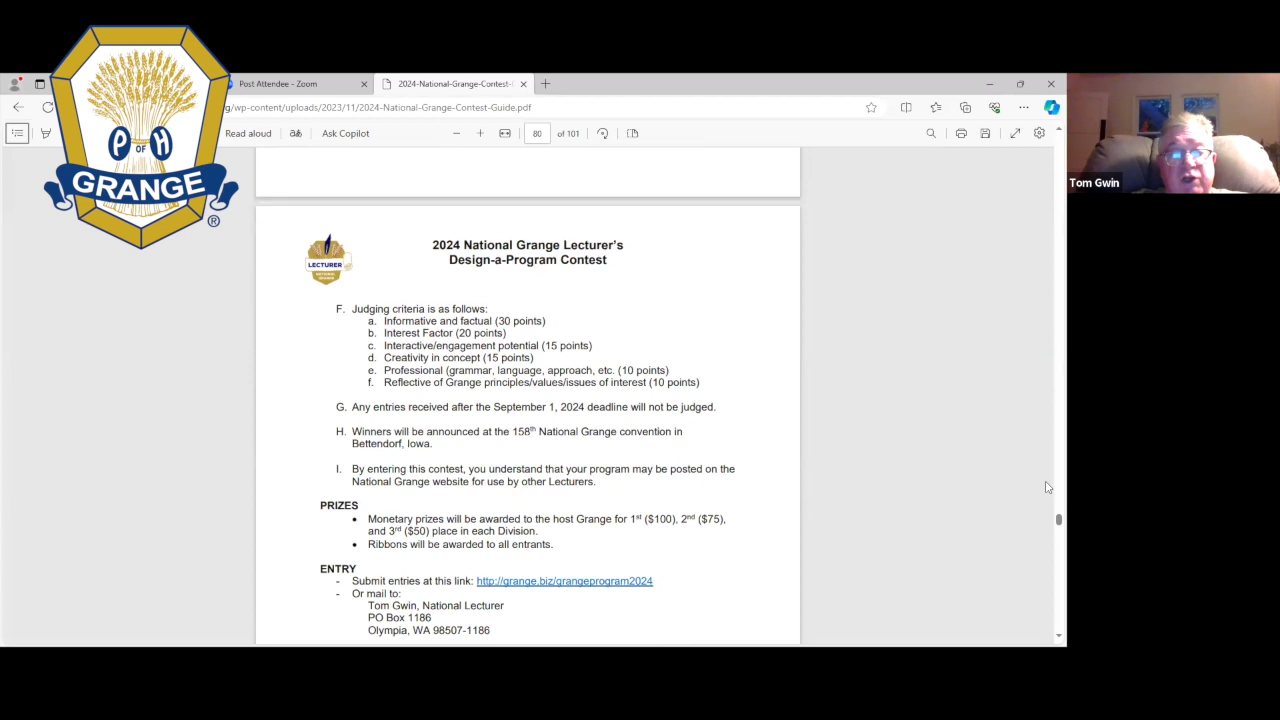 Post Attendee - Zoom
2024-National-Grange-Contest-
g/wp-content/uploads/2023/11/2024-National-Grange-Contest-Guide.pdf
Read aloud
Ask Copilot
80 of 101
P OF H
GRANGE
®
Tom Gwin
LECTURER
2024 National Grange Lecturer's
Design-a-Program Contest
F. Judging criteria is as follows:
a. Informative and factual (30 points)
b. Interest Factor (20 points)
c. Interactive/engagement potential (15 points)
d. Creativity in concept (15 points)
e. Professional (grammar, language, approach, etc. (10 points)
f. Reflective of Grange principles/values/issues of interest (10 points)
G. Any entries received after the September 1, 2024 deadline will not be judged.
H. Winners will be announced at the 158th National Grange convention in
Bettendorf, Iowa.
I. By entering this contest, you understand that your program may be posted on the
National Grange website for use by other Lecturers.
PRIZES
• Monetary prizes will be awarded to the host Grange for 1st ($100), 2nd ($75),
and 3rd ($50) place in each Division.
• Ribbons will be awarded to all entrants.
ENTRY
- Submit entries at this link: http://grange.biz/grangeprogram2024
- Or mail to:
Tom Gwin, National Lecturer
PO Box 1186
Olympia, WA 98507-1186